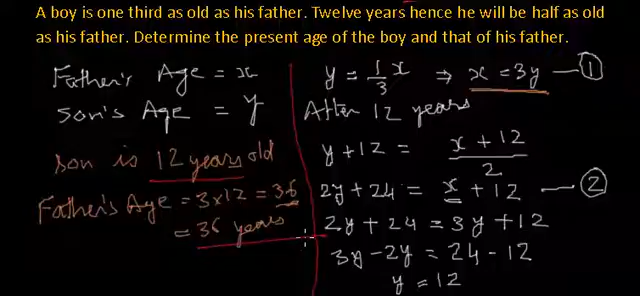 A boy is one third as old as his father. Twelve years hence he will be half as old
as his father. Determine the present age of the boy and that of his father.
Father's Age = x
Son's Age = y
Son is 12 years old
Father's Age = 3x12 = 36
= 36 years
y = 1/3 x ⇒ x = 3y — ①
After 12 years
y + 12 = (x + 12)/2
2y + 24 = x + 12 — ②
2y + 24 = 3y + 12
3y - 2y = 24 - 12
y = 12